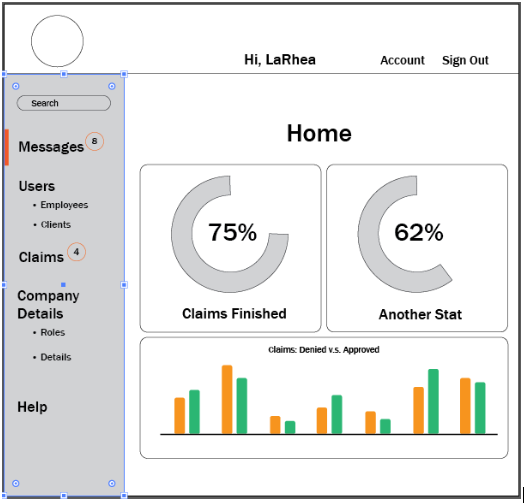 Hi, LaRhea
Account
Sign Out
Search
Messages
8
Users
• Employees
• Clients
Claims
4
Company
Details
• Roles
• Details
Help
Home
75%
Claims Finished
62%
Another Stat
Claims: Denied v.s. Approved